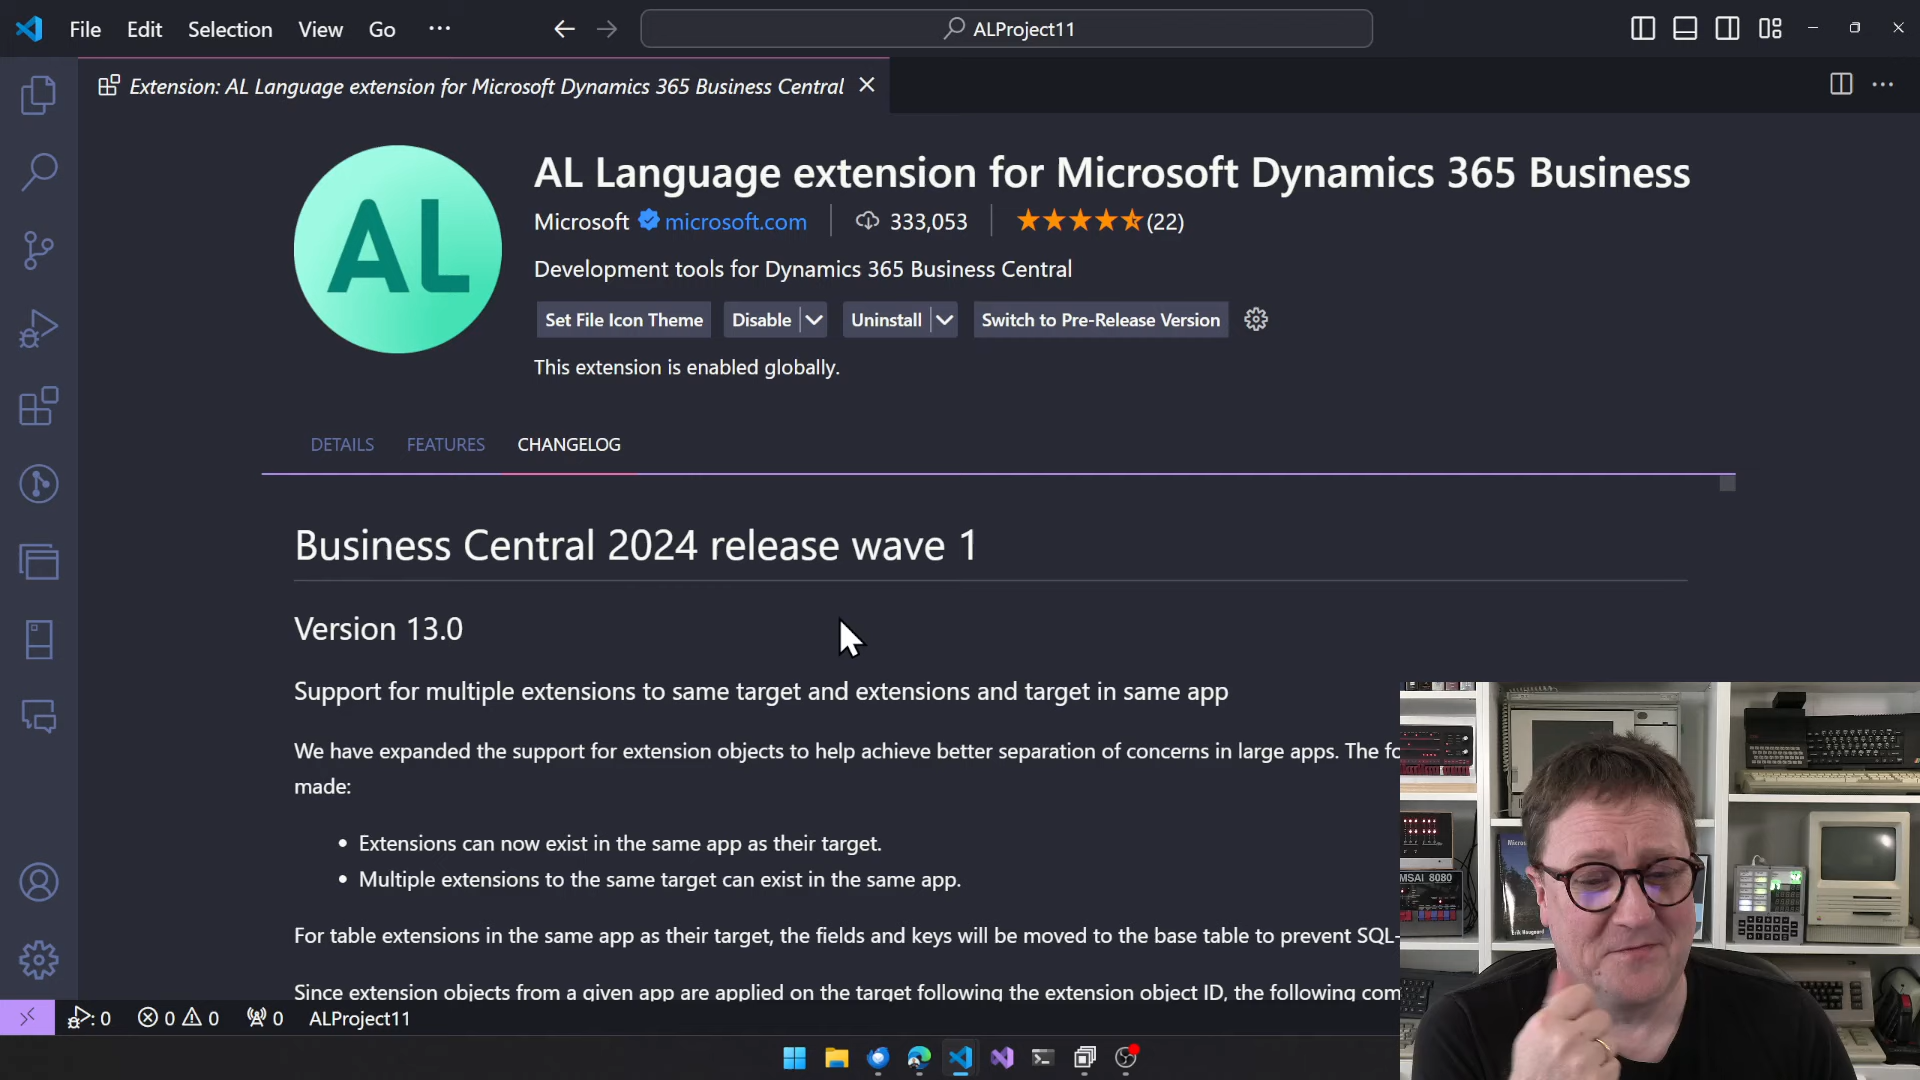 File Edit Selection View Go ···
ALProject11
Extension: AL Language extension for Microsoft Dynamics 365 Business Central
AL
AL Language extension for Microsoft Dynamics 365 Business
Microsoft microsoft.com 333,053 (22)
Development tools for Dynamics 365 Business Central
Set File Icon Theme Disable Uninstall Switch to Pre-Release Version
This extension is enabled globally.
DETAILS FEATURES CHANGELOG
Business Central 2024 release wave 1
Version 13.0
Support for multiple extensions to same target and extensions and target in same app
We have expanded the support for extension objects to help achieve better separation of concerns in large apps. The fo
made:
• Extensions can now exist in the same app as their target.
• Multiple extensions to the same target can exist in the same app.
For table extensions in the same app as their target, the fields and keys will be moved to the base table to prevent SQL-
Since extension objects from a given app are applied on the target following the extension object ID, the following com
0 0 0 0 ALProject11
MSAI 8080